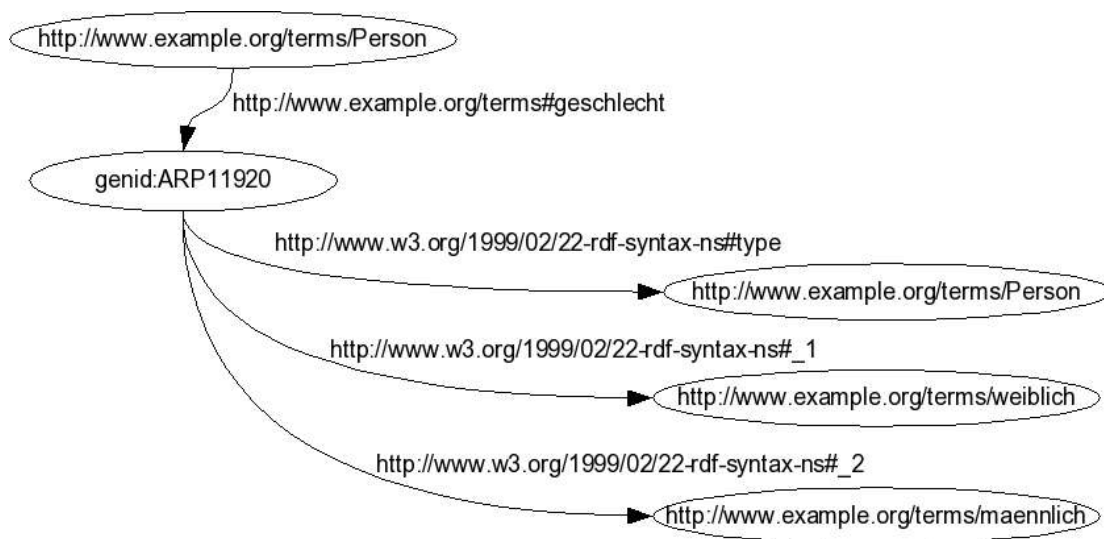 http://www.example.org/terms/Person
http://www.example.org/terms#geschlecht
genid:ARP11920
http://www.w3.org/1999/02/22-rdf-syntax-ns#type
http://www.example.org/terms/Person
http://www.w3.org/1999/02/22-rdf-syntax-ns#_1
http://www.example.org/terms/weiblich
http://www.w3.org/1999/02/22-rdf-syntax-ns#_2
http://www.example.org/terms/maennlich